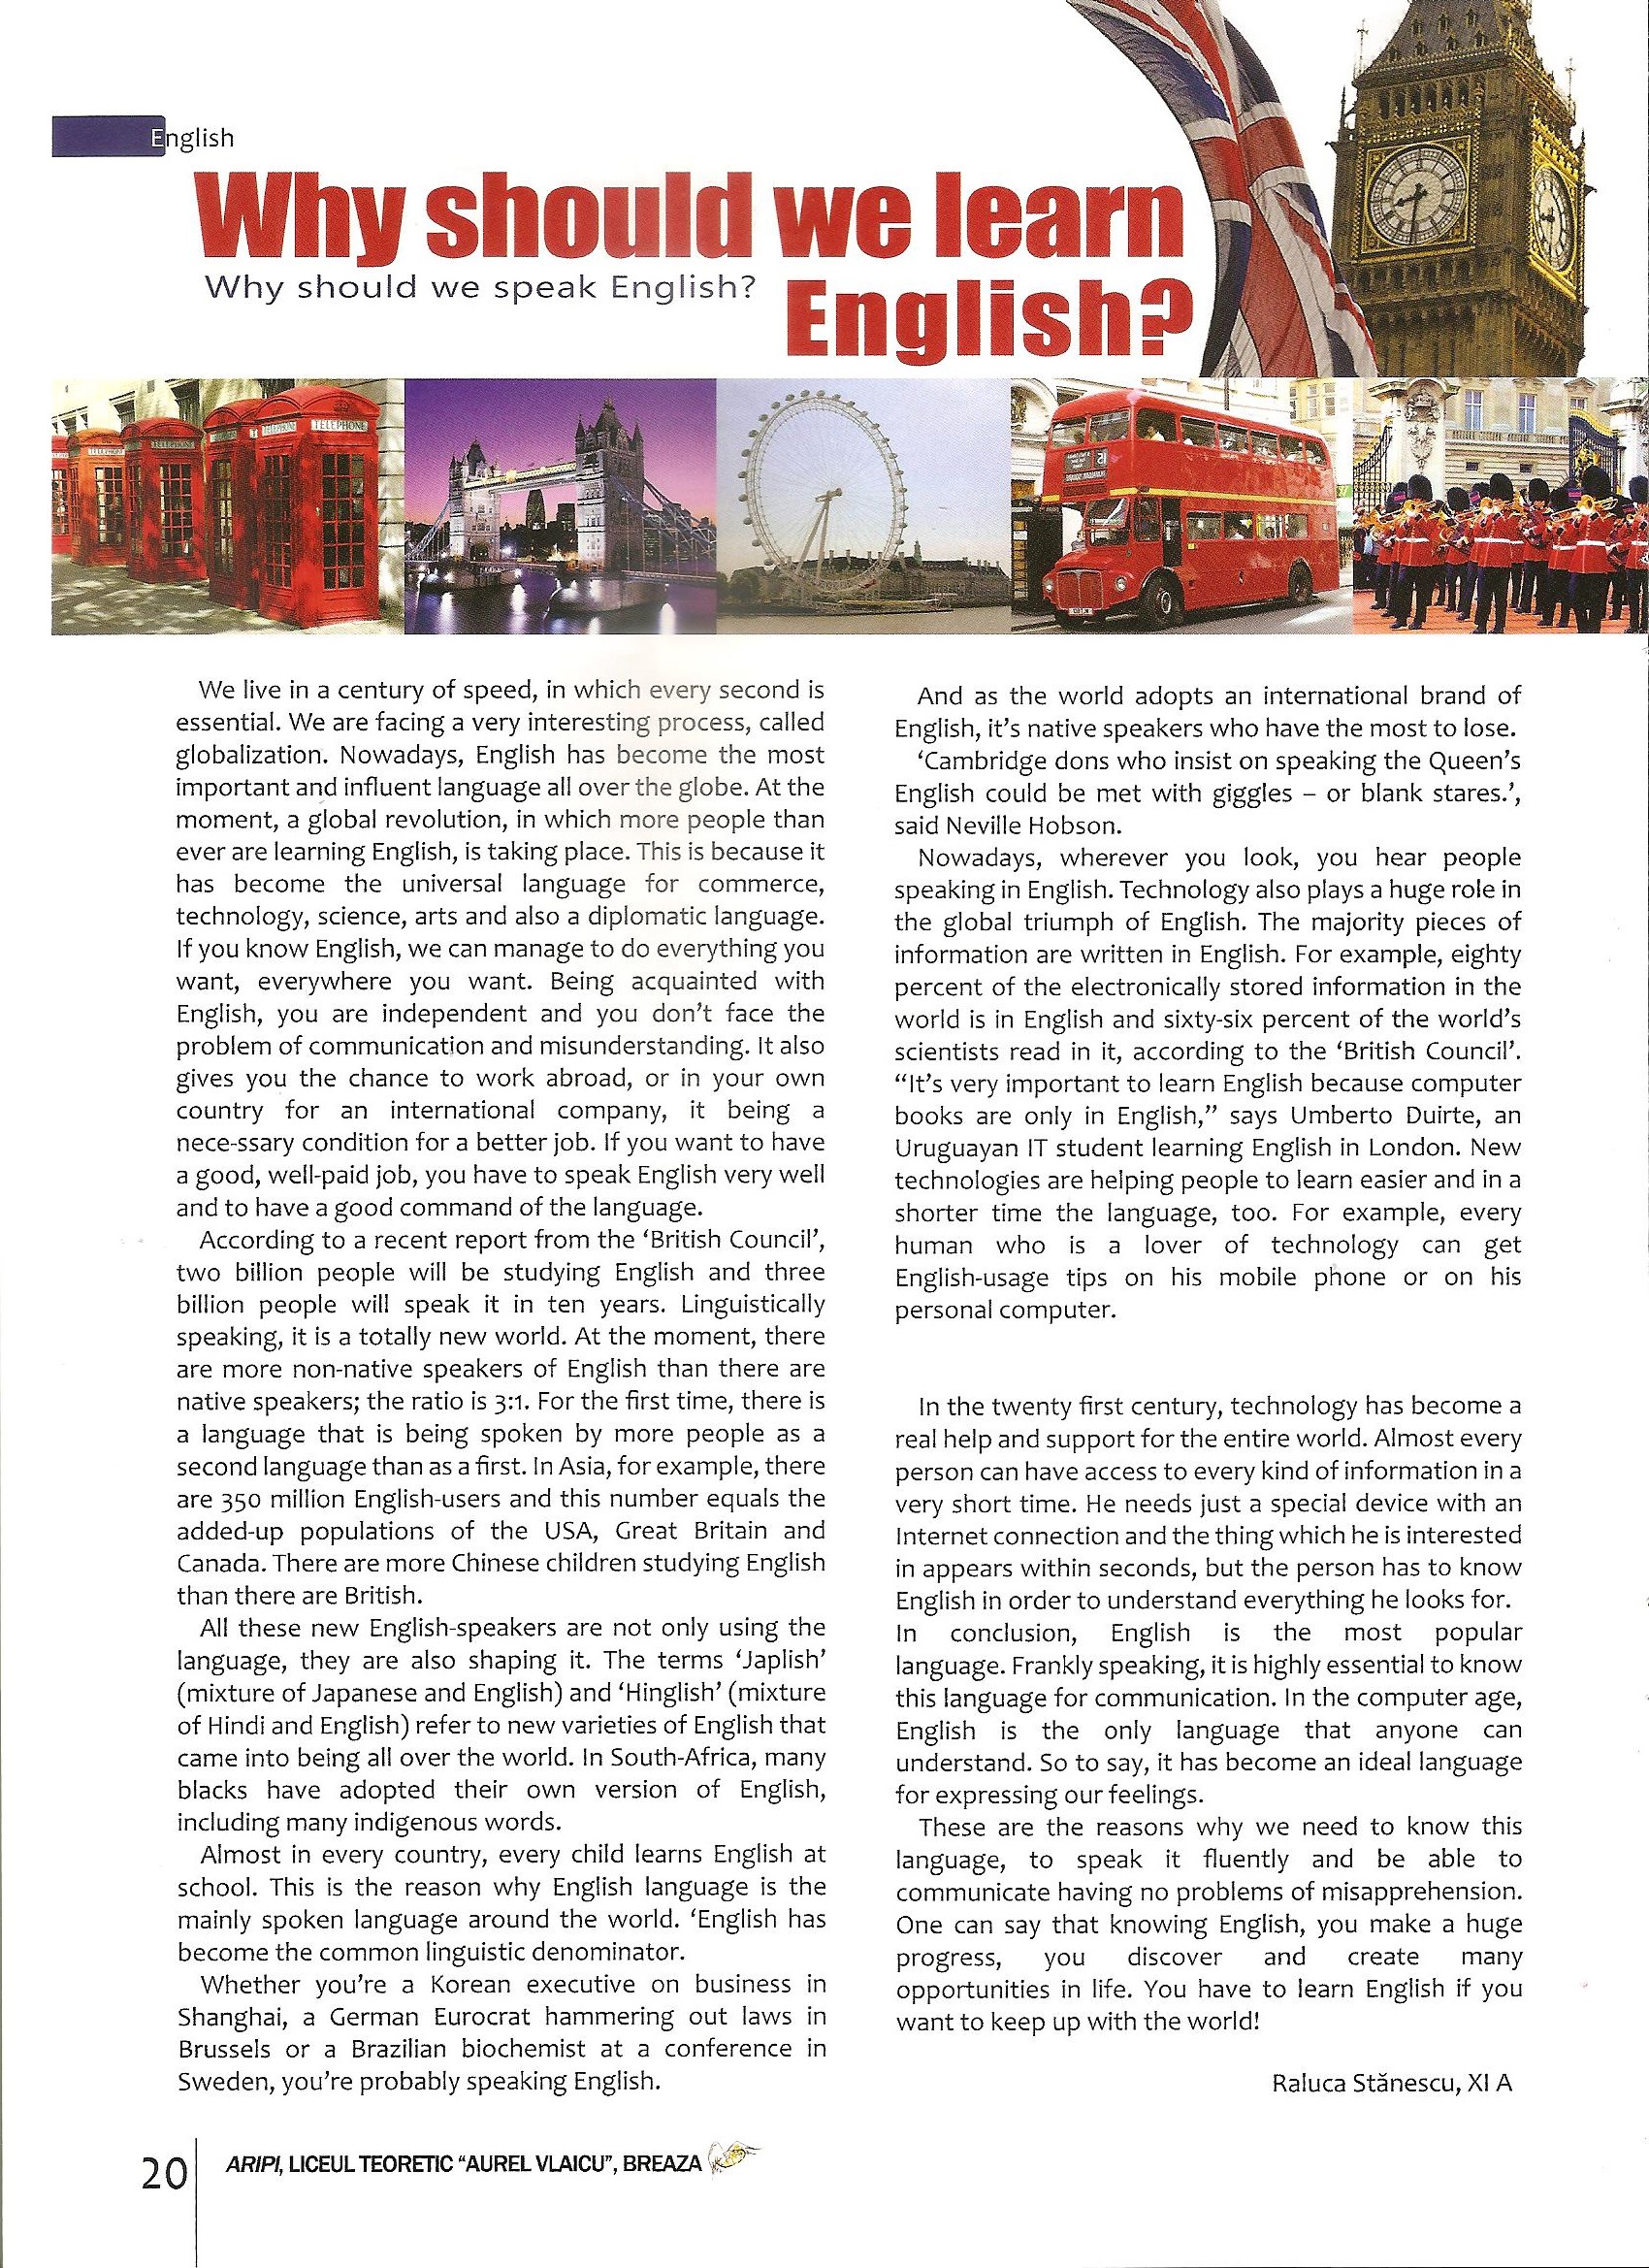 English
Why should we learn
Why should we speak English?
English?
TELEPHONE
TELEPHONE
TELEPHONE
We live in a century of speed, in which every second is
essential. We are facing a very interesting process, called
globalization. Nowadays, English has become the most
important and influent language all over the globe. At the
moment, a global revolution, in which more people than
ever are learning English, is taking place. This is because it
has become the universal language for commerce,
technology, science, arts and also a diplomatic language.
If you know English, we can manage to do everything you
want, everywhere you want. Being acquainted with
English, you are independent and you don't face the
problem of communication and misunderstanding. It also
gives you the chance to work abroad, or in your own
country for an international company, it being a
nece-ssary condition for a better job. If you want to have
a good, well-paid job, you have to speak English very well
and to have a good command of the language.
According to a recent report from the ‘British Council’,
two billion people will be studying English and three
billion people will speak it in ten years. Linguistically
speaking, it is a totally new world. At the moment, there
are more non-native speakers of English than there are
native speakers; the ratio is 3:1. For the first time, there is
a language that is being spoken by more people as a
second language than as a first. In Asia, for example, there
are 350 million English-users and this number equals the
added-up populations of the USA, Great Britain and
Canada. There are more Chinese children studying English
than there are British.
All these new English-speakers are not only using the
language, they are also shaping it. The terms ‘Japlish’
(mixture of Japanese and English) and ‘Hinglish’ (mixture
of Hindi and English) refer to new varieties of English that
came into being all over the world. In South-Africa, many
blacks have adopted their own version of English,
including many indigenous words.
Almost in every country, every child learns English at
school. This is the reason why English language is the
mainly spoken language around the world. ‘English has
become the common linguistic denominator.
Whether you're a Korean executive on business in
Shanghai, a German Eurocrat hammering out laws in
Brussels or a Brazilian biochemist at a conference in
Sweden, you're probably speaking English.
And as the world adopts an international brand of
English, it's native speakers who have the most to lose.
‘Cambridge dons who insist on speaking the Queen's
English could be met with giggles – or blank stares.’,
said Neville Hobson.
Nowadays, wherever you look, you hear people
speaking in English. Technology also plays a huge role in
the global triumph of English. The majority pieces of
information are written in English. For example, eighty
percent of the electronically stored information in the
world is in English and sixty-six percent of the world's
scientists read in it, according to the ‘British Council’.
“It's very important to learn English because computer
books are only in English,” says Umberto Duirte, an
Uruguayan IT student learning English in London. New
technologies are helping people to learn easier and in a
shorter time the language, too. For example, every
human who is a lover of technology can get
English-usage tips on his mobile phone or on his
personal computer.
In the twenty first century, technology has become a
real help and support for the entire world. Almost every
person can have access to every kind of information in a
very short time. He needs just a special device with an
Internet connection and the thing which he is interested
in appears within seconds, but the person has to know
English in order to understand everything he looks for.
In conclusion, English is the most popular
language. Frankly speaking, it is highly essential to know
this language for communication. In the computer age,
English is the only language that anyone can
understand. So to say, it has become an ideal language
for expressing our feelings.
These are the reasons why we need to know this
language, to speak it fluently and be able to
communicate having no problems of misapprehension.
One can say that knowing English, you make a huge
progress, you discover and create many
opportunities in life. You have to learn English if you
want to keep up with the world!
Raluca Stănescu, XI A
20
ARIPI, LICEUL TEORETIC “AUREL VLAICU”, BREAZA